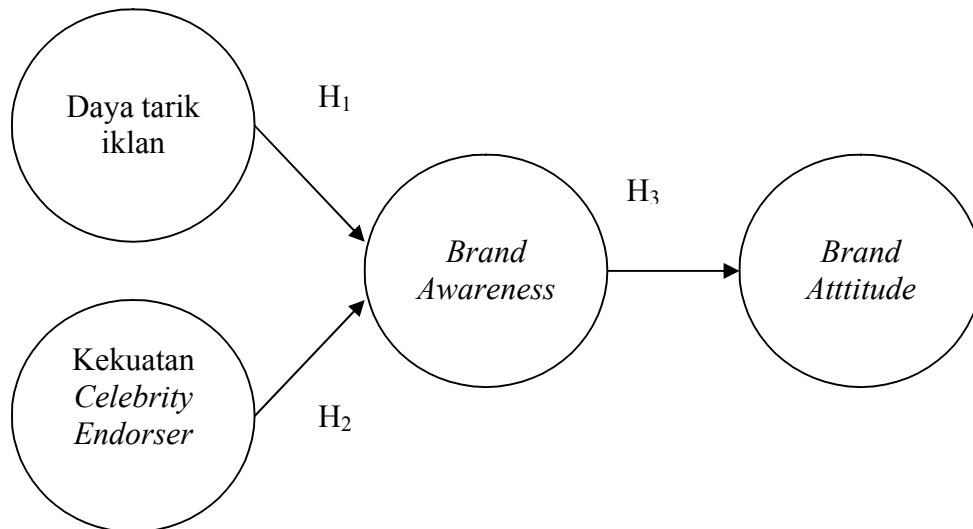 Daya tarik
iklan
H₁
Brand
Awareness
H₃
Brand
Atttitude
Kekuatan
Celebrity
Endorser
H₂